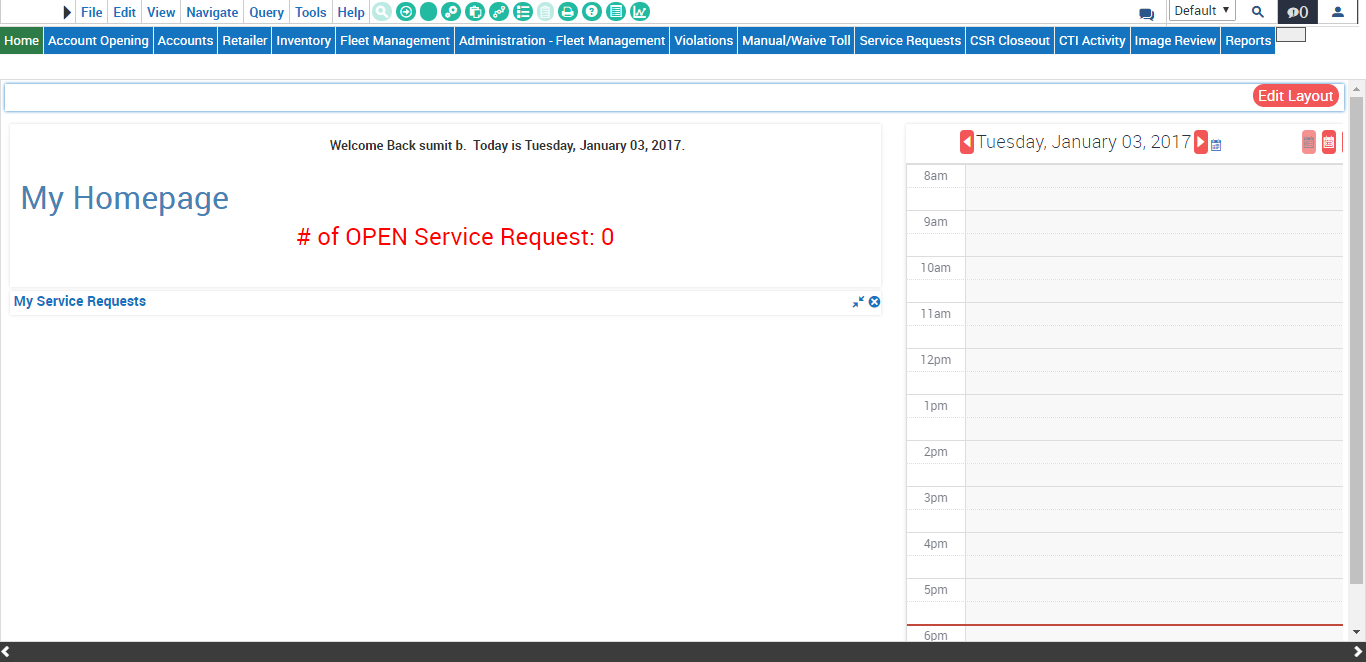 File Edit View Navigate Query Tools Help Default 0
Home Account Opening Accounts Retailer Inventory Fleet Management Administration - Fleet Management Violations Manual/Waive Toll Service Requests CSR Closeout CTI Activity Image Review Reports
Edit Layout
Welcome Back sumit b. Today is Tuesday, January 03, 2017.
My Homepage
# of OPEN Service Request: 0
My Service Requests
Tuesday, January 03, 2017
8am
9am
10am
11am
12pm
1pm
2pm
3pm
4pm
5pm
6pm